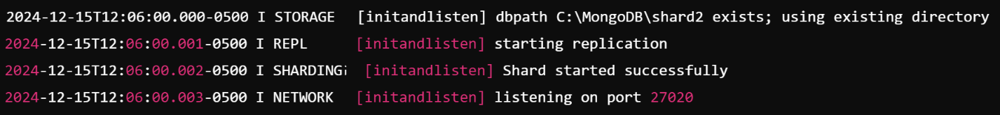 2024-12-15T12:06:00.000-0500 I STORAGE [initandlisten] dbpath C:\MongoDB\shard2 exists; using existing directory
2024-12-15T12:06:00.001-0500 I REPL [initandlisten] starting replication
2024-12-15T12:06:00.002-0500 I SHARDING [initandlisten] Shard started successfully
2024-12-15T12:06:00.003-0500 I NETWORK [initandlisten] listening on port 27020